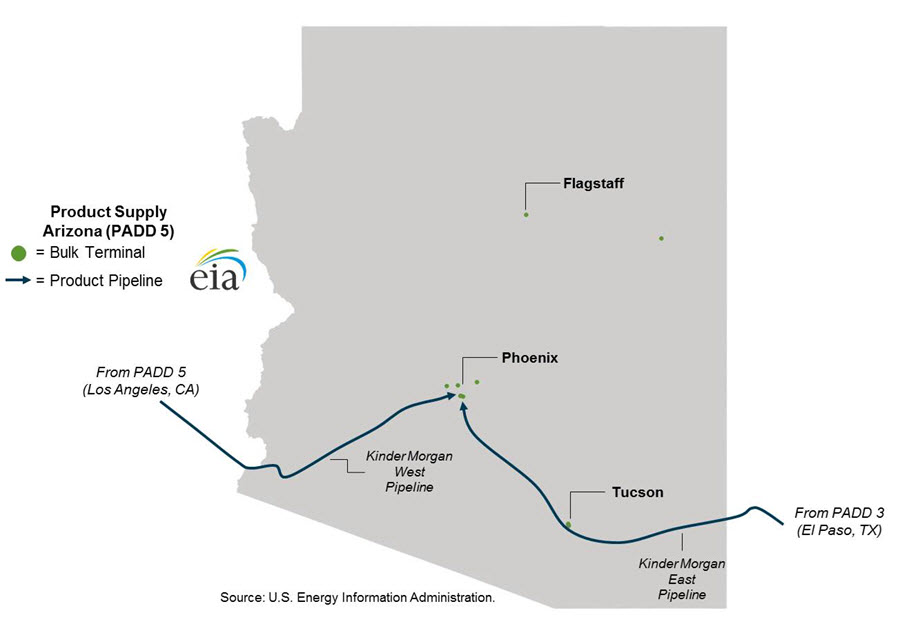 Flagstaff
Product Supply
Arizona (PADD 5)
= Bulk Terminal
= Product Pipeline
eia
Phoenix
From PADD 5
(Los Angeles, CA)
Kinder Morgan
West
Pipeline
Tucson
From PADD 3
(El Paso, TX)
Kinder Morgan
East
Pipeline
Source: U.S. Energy Information Administration.